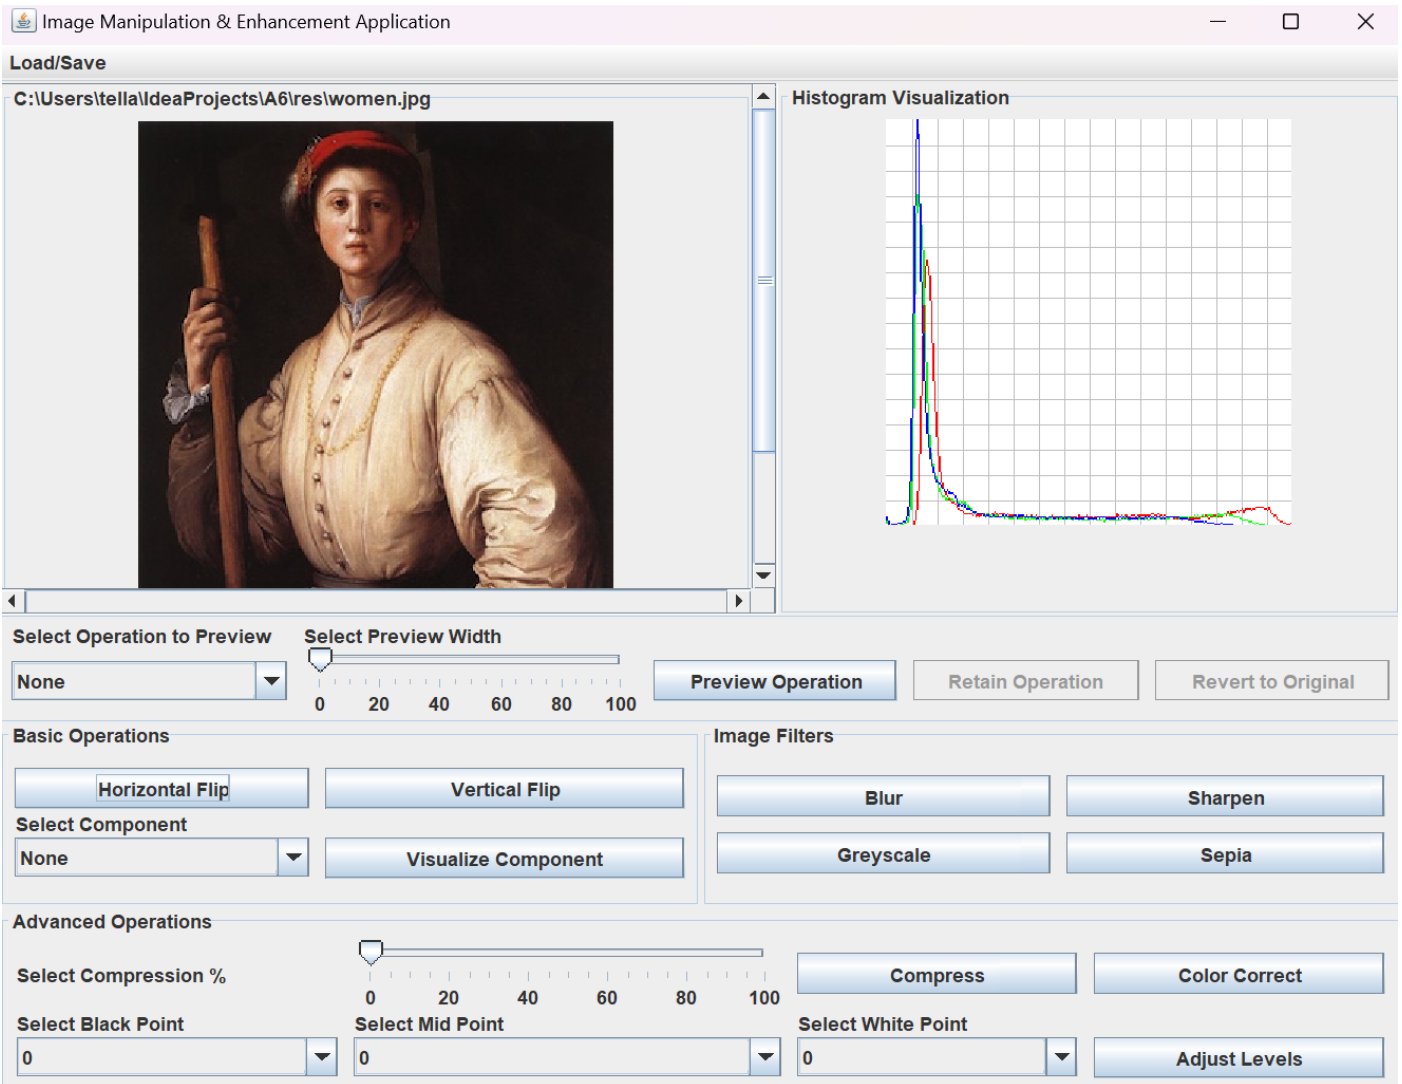 Image Manipulation & Enhancement Application
Load/Save
C:\Users\tella\IdeaProjects\A6\res\women.jpg
Histogram Visualization
Select Operation to Preview
Select Preview Width
None
0 20 40 60 80 100
Preview Operation
Retain Operation
Revert to Original
Basic Operations
Horizontal Flip
Vertical Flip
Select Component
None
Visualize Component
Image Filters
Blur
Sharpen
Greyscale
Sepia
Advanced Operations
Select Compression %
0 20 40 60 80 100
Compress
Color Correct
Select Black Point
Select Mid Point
Select White Point
0
0
0
Adjust Levels